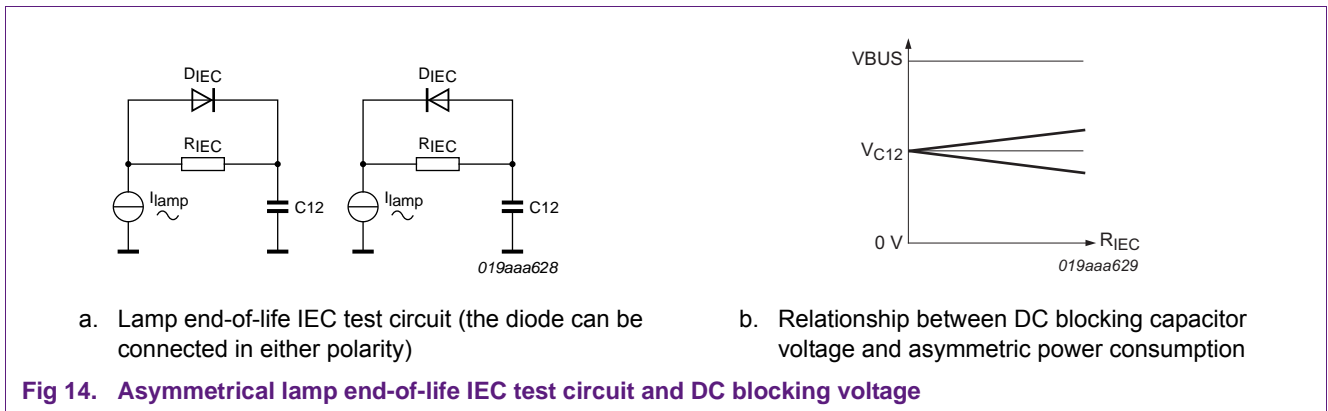 DIEC
DIEC
RIEC
RIEC
Ilamp
C12
Ilamp
C12
019aaa628
VBUS
VC12
0 V
RIEC
019aaa629
a. Lamp end-of-life IEC test circuit (the diode can be
connected in either polarity)
b. Relationship between DC blocking capacitor
voltage and asymmetric power consumption
Fig 14. Asymmetrical lamp end-of-life IEC test circuit and DC blocking voltage